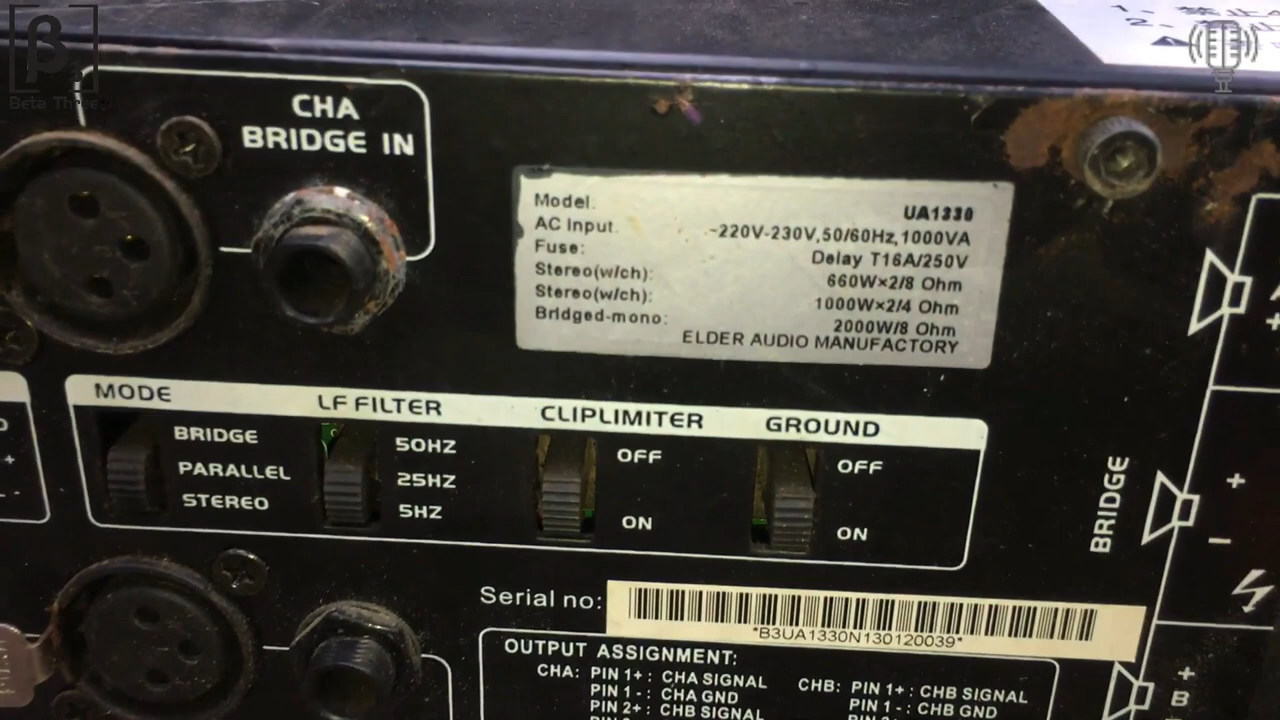 β
3
Beta Three
CHA
BRIDGE IN
Model: UA1330
AC Input. ~220V-230V,50/60Hz,1000VA
Fuse: Delay T16A/250V
Stereo(w/ch): 660W×2/8 Ohm
Stereo(w/ch): 1000W×2/4 Ohm
Bridged-mono: 2000W/8 Ohm
ELDER AUDIO MANUFACTORY
MODE
BRIDGE
PARALLEL
STEREO
LF FILTER
50HZ
25HZ
5HZ
CLIPLIMITER
OFF
ON
GROUND
OFF
ON
BRIDGE
+
−
Serial no:
*B3UA1330N130120039*
OUTPUT ASSIGNMENT:
CHA: PIN 1+ : CHA SIGNAL
PIN 1- : CHA GND
PIN 2+ : CHB SIGNAL
CHB: PIN 1+ : CHB SIGNAL
PIN 1- : CHB GND
+
B